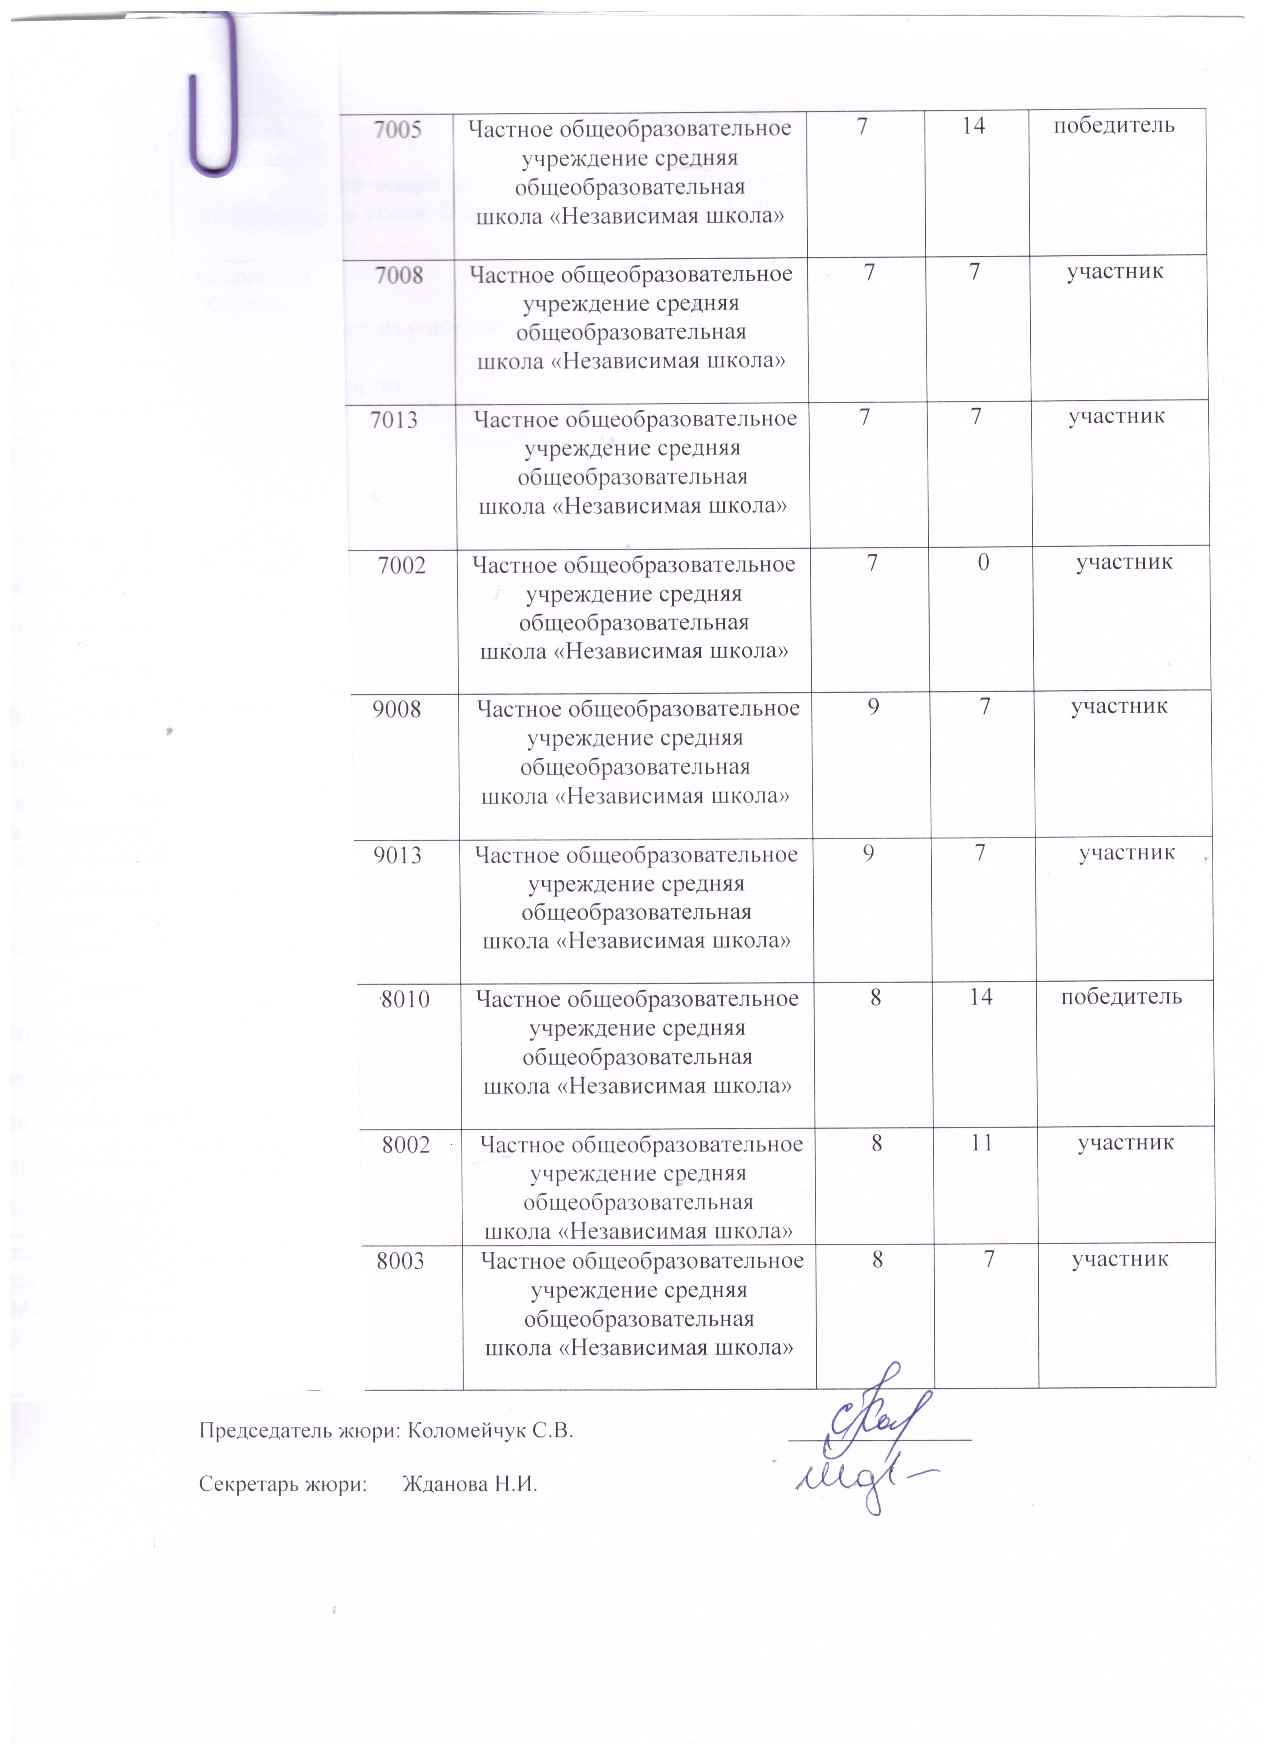 7005 Частное общеобразовательное 7 14 победитель
учреждение средняя
общеобразовательная
школа «Независимая школа»
7008 Частное общеобразовательное 7 7 участник
учреждение средняя
общеобразовательная
школа «Независимая школа»
7013 Частное общеобразовательное 7 7 участник
учреждение средняя
общеобразовательная
школа «Независимая школа»
7002 Частное общеобразовательное 7 0 участник
учреждение средняя
общеобразовательная
школа «Независимая школа»
9008 Частное общеобразовательное 9 7 участник
учреждение средняя
общеобразовательная
школа «Независимая школа»
9013 Частное общеобразовательное 9 7 участник
учреждение средняя
общеобразовательная
школа «Независимая школа»
8010 Частное общеобразовательное 8 14 победитель
учреждение средняя
общеобразовательная
школа «Независимая школа»
8002 Частное общеобразовательное 8 11 участник
учреждение средняя
общеобразовательная
школа «Независимая школа»
8003 Частное общеобразовательное 8 7 участник
учреждение средняя
общеобразовательная
школа «Независимая школа»
Председатель жюри: Коломейчук С.В.
Секретарь жюри: Жданова Н.И.